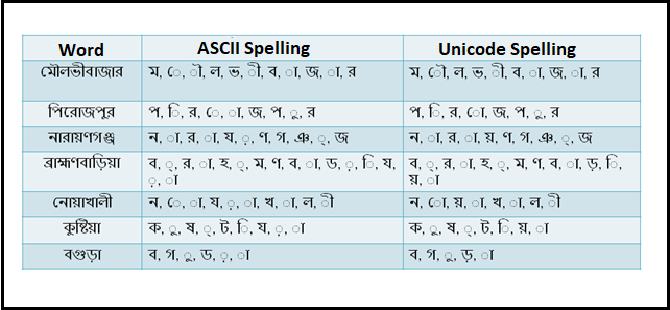 Word ASCII Spelling Unicode Spelling
মৌলভীবাজার ম, ে, ৗ, ল, ভ, ী, ব, া, জ, া, র ম, ৌ, ল, ভ, ী, ব, া, জ, া, র
পিরোজপুর প, ি, র, ে, া, জ, প, ু, র প, ি, র, ো, জ, প, ু, র
নারায়ণগঞ্জ ন, া, র, া, য, ়, ণ, গ, ঞ, ্, জ ন, া, র, া, য়, ণ, গ, ঞ, ্, জ
ব্রাহ্মণবাড়িয়া ব, ্, র, া, হ, ্, ম, ণ, ব, া, ড, ়, ি, য, ব, ্, র, া, হ, ্, ম, ণ, ব, া, ড়, ি,
়, া য়, া
নোয়াখালী ন, ে, া, য, ়, া, খ, া, ল, ী ন, ো, য়, া, খ, া, ল, ী
কুষ্টিয়া ক, ু, ষ, ্, ট, ি, য, ়, া ক, ু, ষ, ্, ট, ি, য়, া
বগুড়া ব, গ, ু, ড, ়, া ব, গ, ু, ড়, া